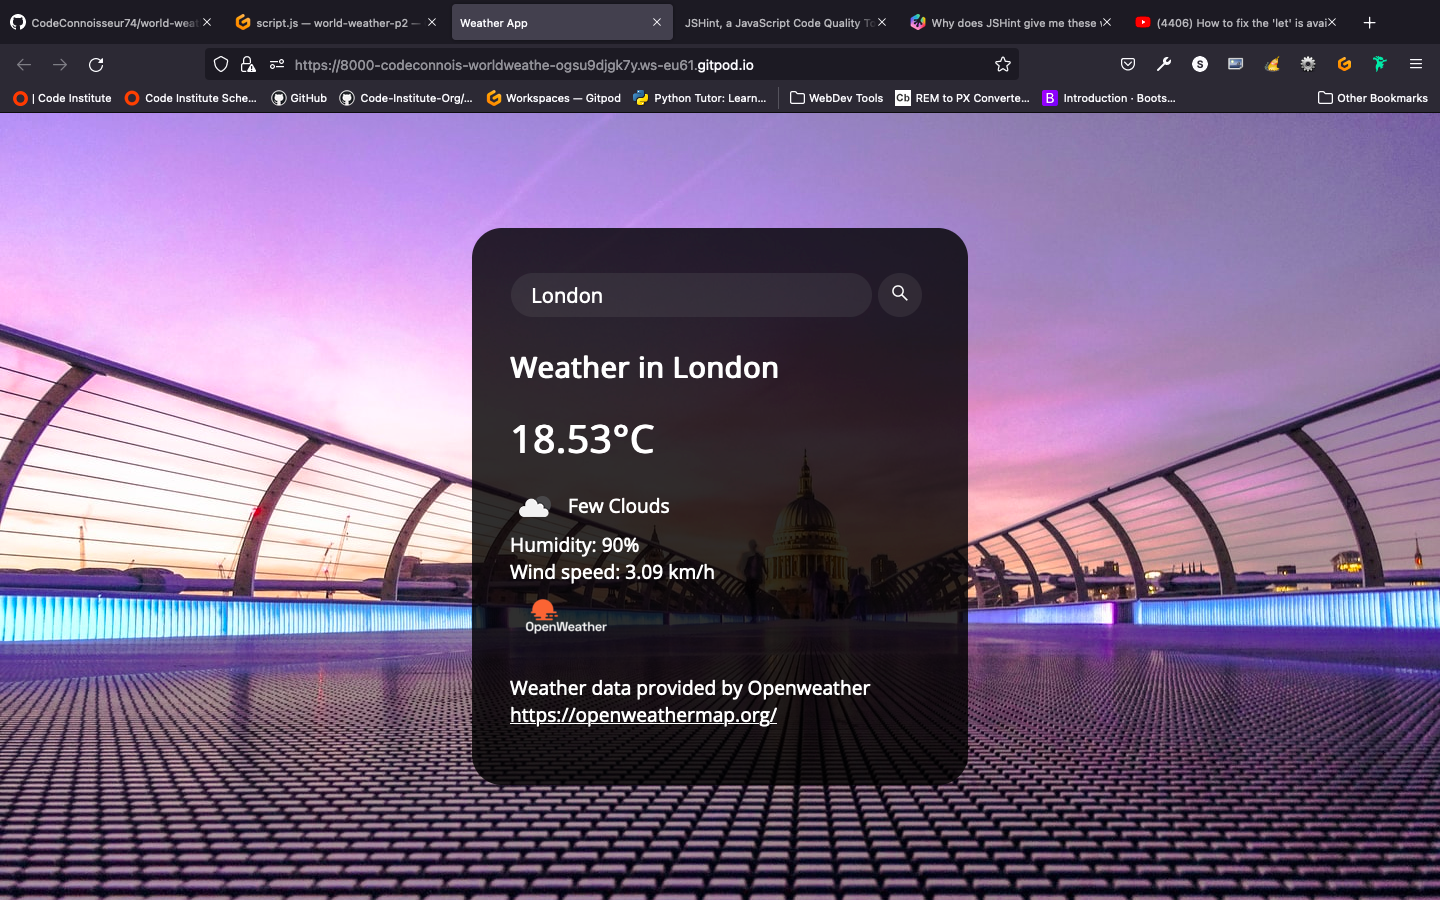 CodeConnoisseur74/world-weat
script.js — world-weather-p2 —
Weather App
JSHint, a JavaScript Code Quality To
Why does JSHint give me these
(4406) How to fix the 'let' is avai
https://8000-codeconnois-worldweathe-ogsu9djgk7y.ws-eu61.gitpod.io
| Code Institute
Code Institute Sche...
GitHub
Code-Institute-Org/...
Workspaces — Gitpod
Python Tutor: Learn...
WebDev Tools
Cb REM to PX Converte...
B Introduction · Boots...
Other Bookmarks
London
Weather in London
18.53°C
Few Clouds
Humidity: 90%
Wind speed: 3.09 km/h
OpenWeather
Weather data provided by Openweather
https://openweathermap.org/